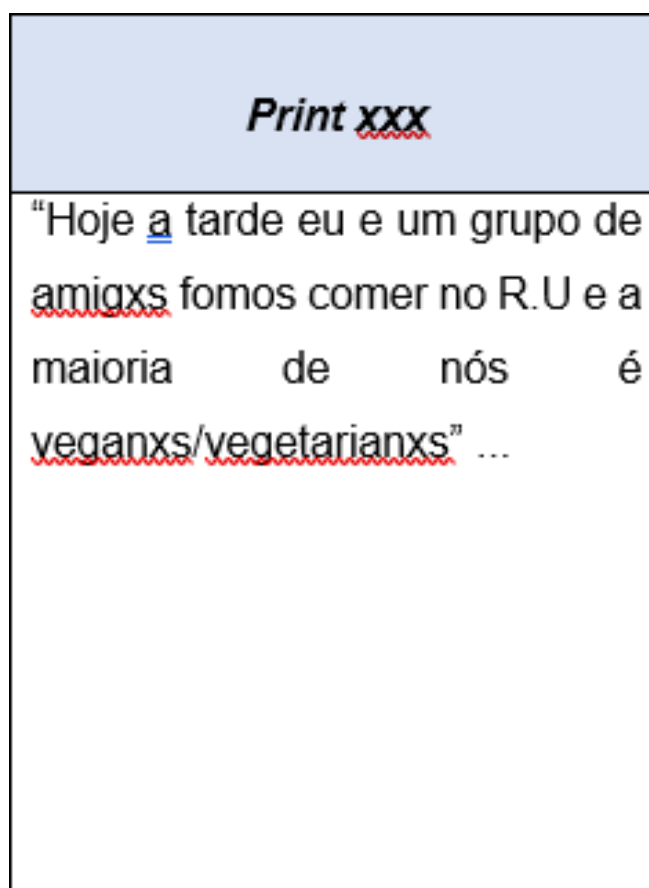 Print xxx
“Hoje a tarde eu e um grupo de
amigxs fomos comer no R.U e a
maioria de nós é
veganxs/vegetarianxs” ...